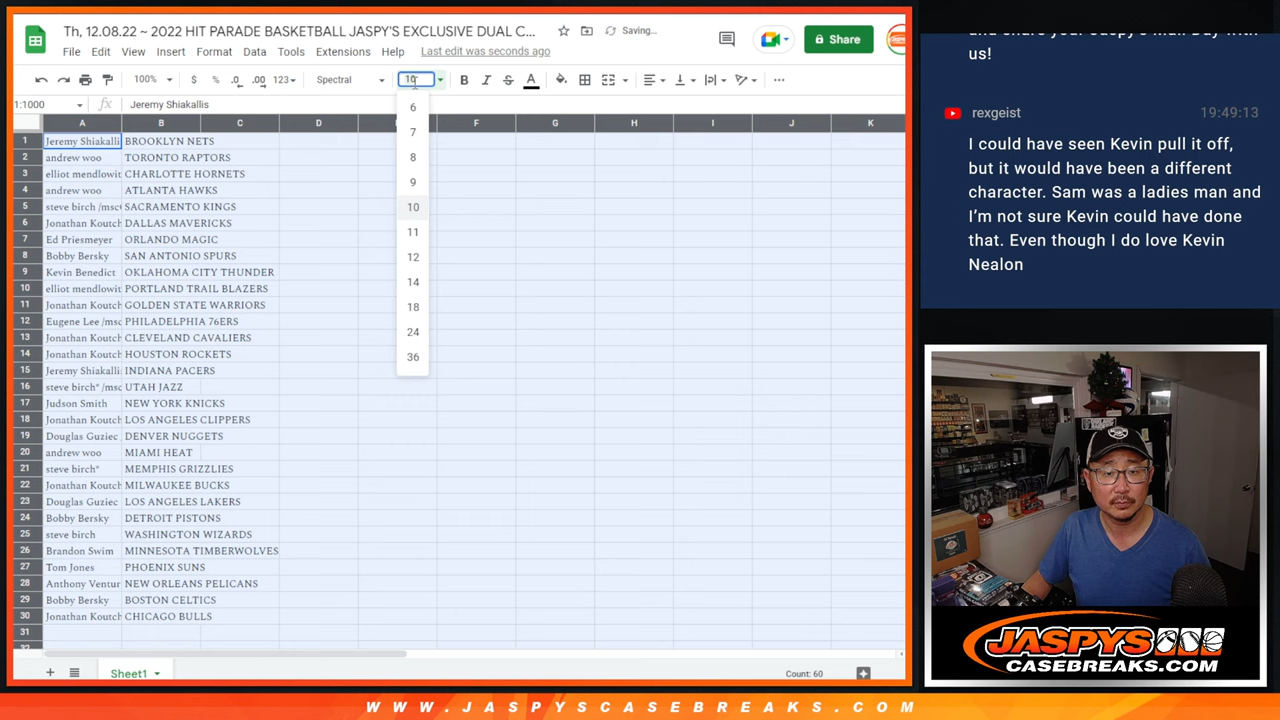 Th, 12.08.22 ~ 2022 HIT PARADE BASKETBALL JASPY'S EXCLUSIVE DUAL C... Saving...
Share
File Edit View Insert Format Data Tools Extensions Help Last edit was seconds ago
100% $ % .0 .00 123 Spectral 10 B I S A
1:1000 fx Jeremy Shiakallis
A B C D F G H I J K
1 Jeremy Shiakalli BROOKLYN NETS
2 andrew woo TORONTO RAPTORS
3 elliot mendlowit CHARLOTTE HORNETS
4 andrew woo ATLANTA HAWKS
5 steve birch /msc SACRAMENTO KINGS
6 Jonathan Koutch DALLAS MAVERICKS
7 Ed Priesmeyer ORLANDO MAGIC
8 Bobby Bersky SAN ANTONIO SPURS
9 Kevin Benedict OKLAHOMA CITY THUNDER
10 elliot mendlowit PORTLAND TRAIL BLAZERS
11 Jonathan Koutch GOLDEN STATE WARRIORS
12 Eugene Lee /msc PHILADELPHIA 76ERS
13 Jonathan Koutch CLEVELAND CAVALIERS
14 Jonathan Koutch HOUSTON ROCKETS
15 Jeremy Shiakalli INDIANA PACERS
16 steve birch* /msc UTAH JAZZ
17 Judson Smith NEW YORK KNICKS
18 Jonathan Koutch LOS ANGELES CLIPPERS
19 Douglas Guziec DENVER NUGGETS
20 andrew woo MIAMI HEAT
21 steve birch* MEMPHIS GRIZZLIES
22 Jonathan Koutch MILWAUKEE BUCKS
23 Douglas Guziec LOS ANGELES LAKERS
24 Bobby Bersky DETROIT PISTONS
25 steve birch WASHINGTON WIZARDS
26 Brandon Swim MINNESOTA TIMBERWOLVES
27 Tom Jones PHOENIX SUNS
28 Anthony Ventur NEW ORLEANS PELICANS
29 Bobby Bersky BOSTON CELTICS
30 Jonathan Koutch CHICAGO BULLS
31
6
7
8
9
10
11
12
14
18
24
36
Sheet1 Count: 60
and share your Jaspy's Mail Day with
us!
rexgeist 19:49:13
I could have seen Kevin pull it off,
but it would have been a different
character. Sam was a ladies man and
I'm not sure Kevin could have done
that. Even though I do love Kevin
Nealon
JASPYS
CASEBREAKS.COM
WWW.JASPYSCASEBREAKS.COM